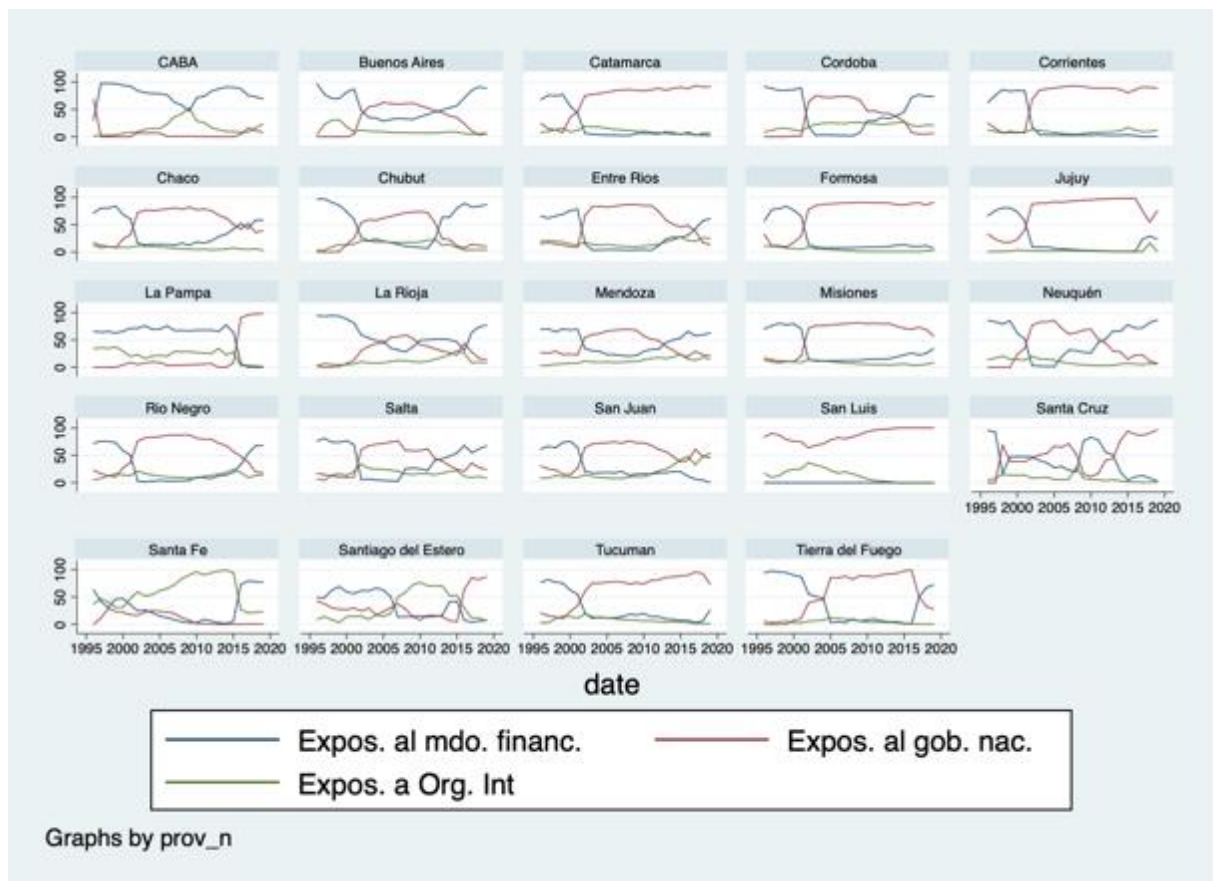 CABA Buenos Aires Catamarca Cordoba Corrientes
100
50
0
Chaco Chubut Entre Rios Formosa Jujuy
100
50
0
La Pampa La Rioja Mendoza Misiones Neuquén
100
50
0
Rio Negro Salta San Juan San Luis Santa Cruz
100
50
0
1995 2000 2005 2010 2015 2020
Santa Fe Santiago del Estero Tucuman Tierra del Fuego
100
50
0
1995 2000 2005 2010 2015 2020 1995 2000 2005 2010 2015 2020 1995 2000 2005 2010 2015 2020 1995 2000 2005 2010 2015 2020
date
Expos. al mdo. financ. Expos. al gob. nac.
Expos. a Org. Int
Graphs by prov_n